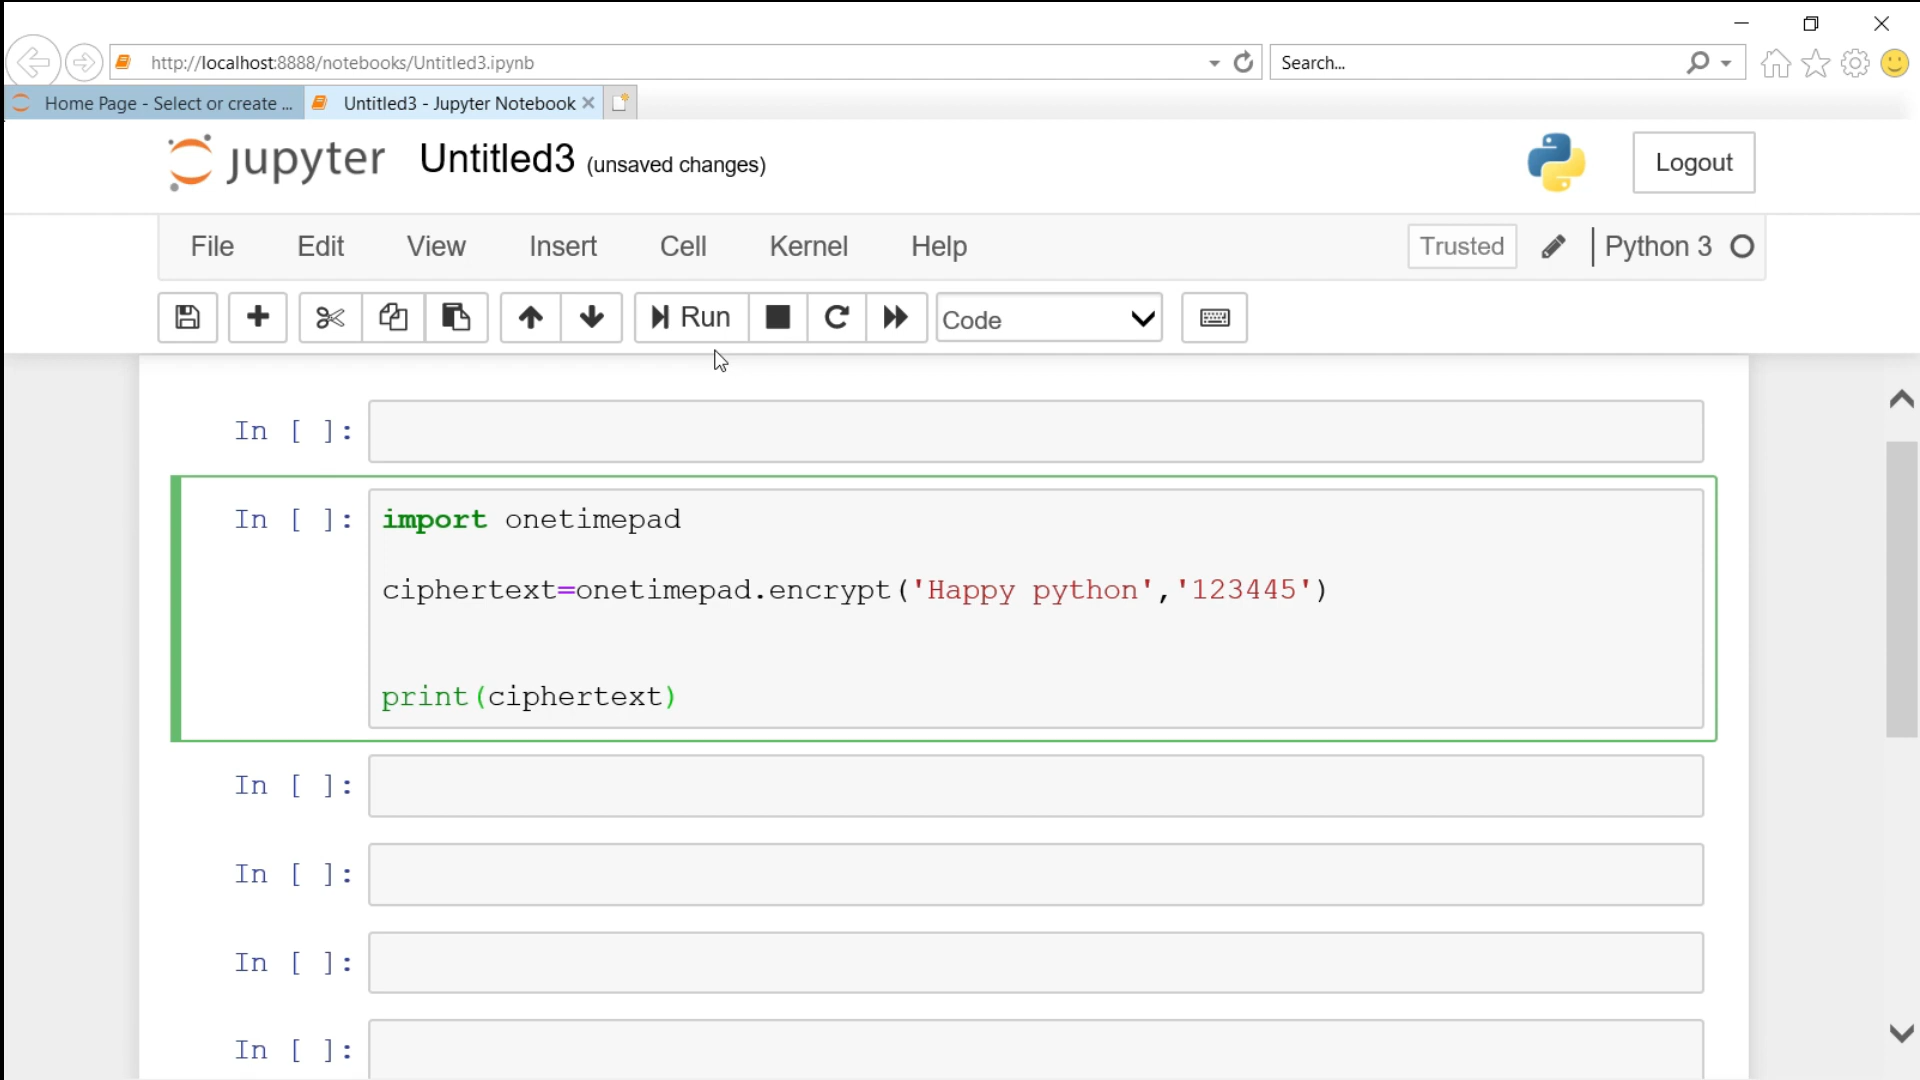 http://localhost:8888/notebooks/Untitled3.ipynb
Search...
Home Page - Select or create ...
Untitled3 - Jupyter Notebook
jupyter Untitled3 (unsaved changes)
Logout
File Edit View Insert Cell Kernel Help
Trusted
Python 3
Run
Code
In [ ]:
In [ ]: import onetimepad
ciphertext=onetimepad.encrypt('Happy python','123445')
print(ciphertext)
In [ ]:
In [ ]:
In [ ]:
In [ ]: